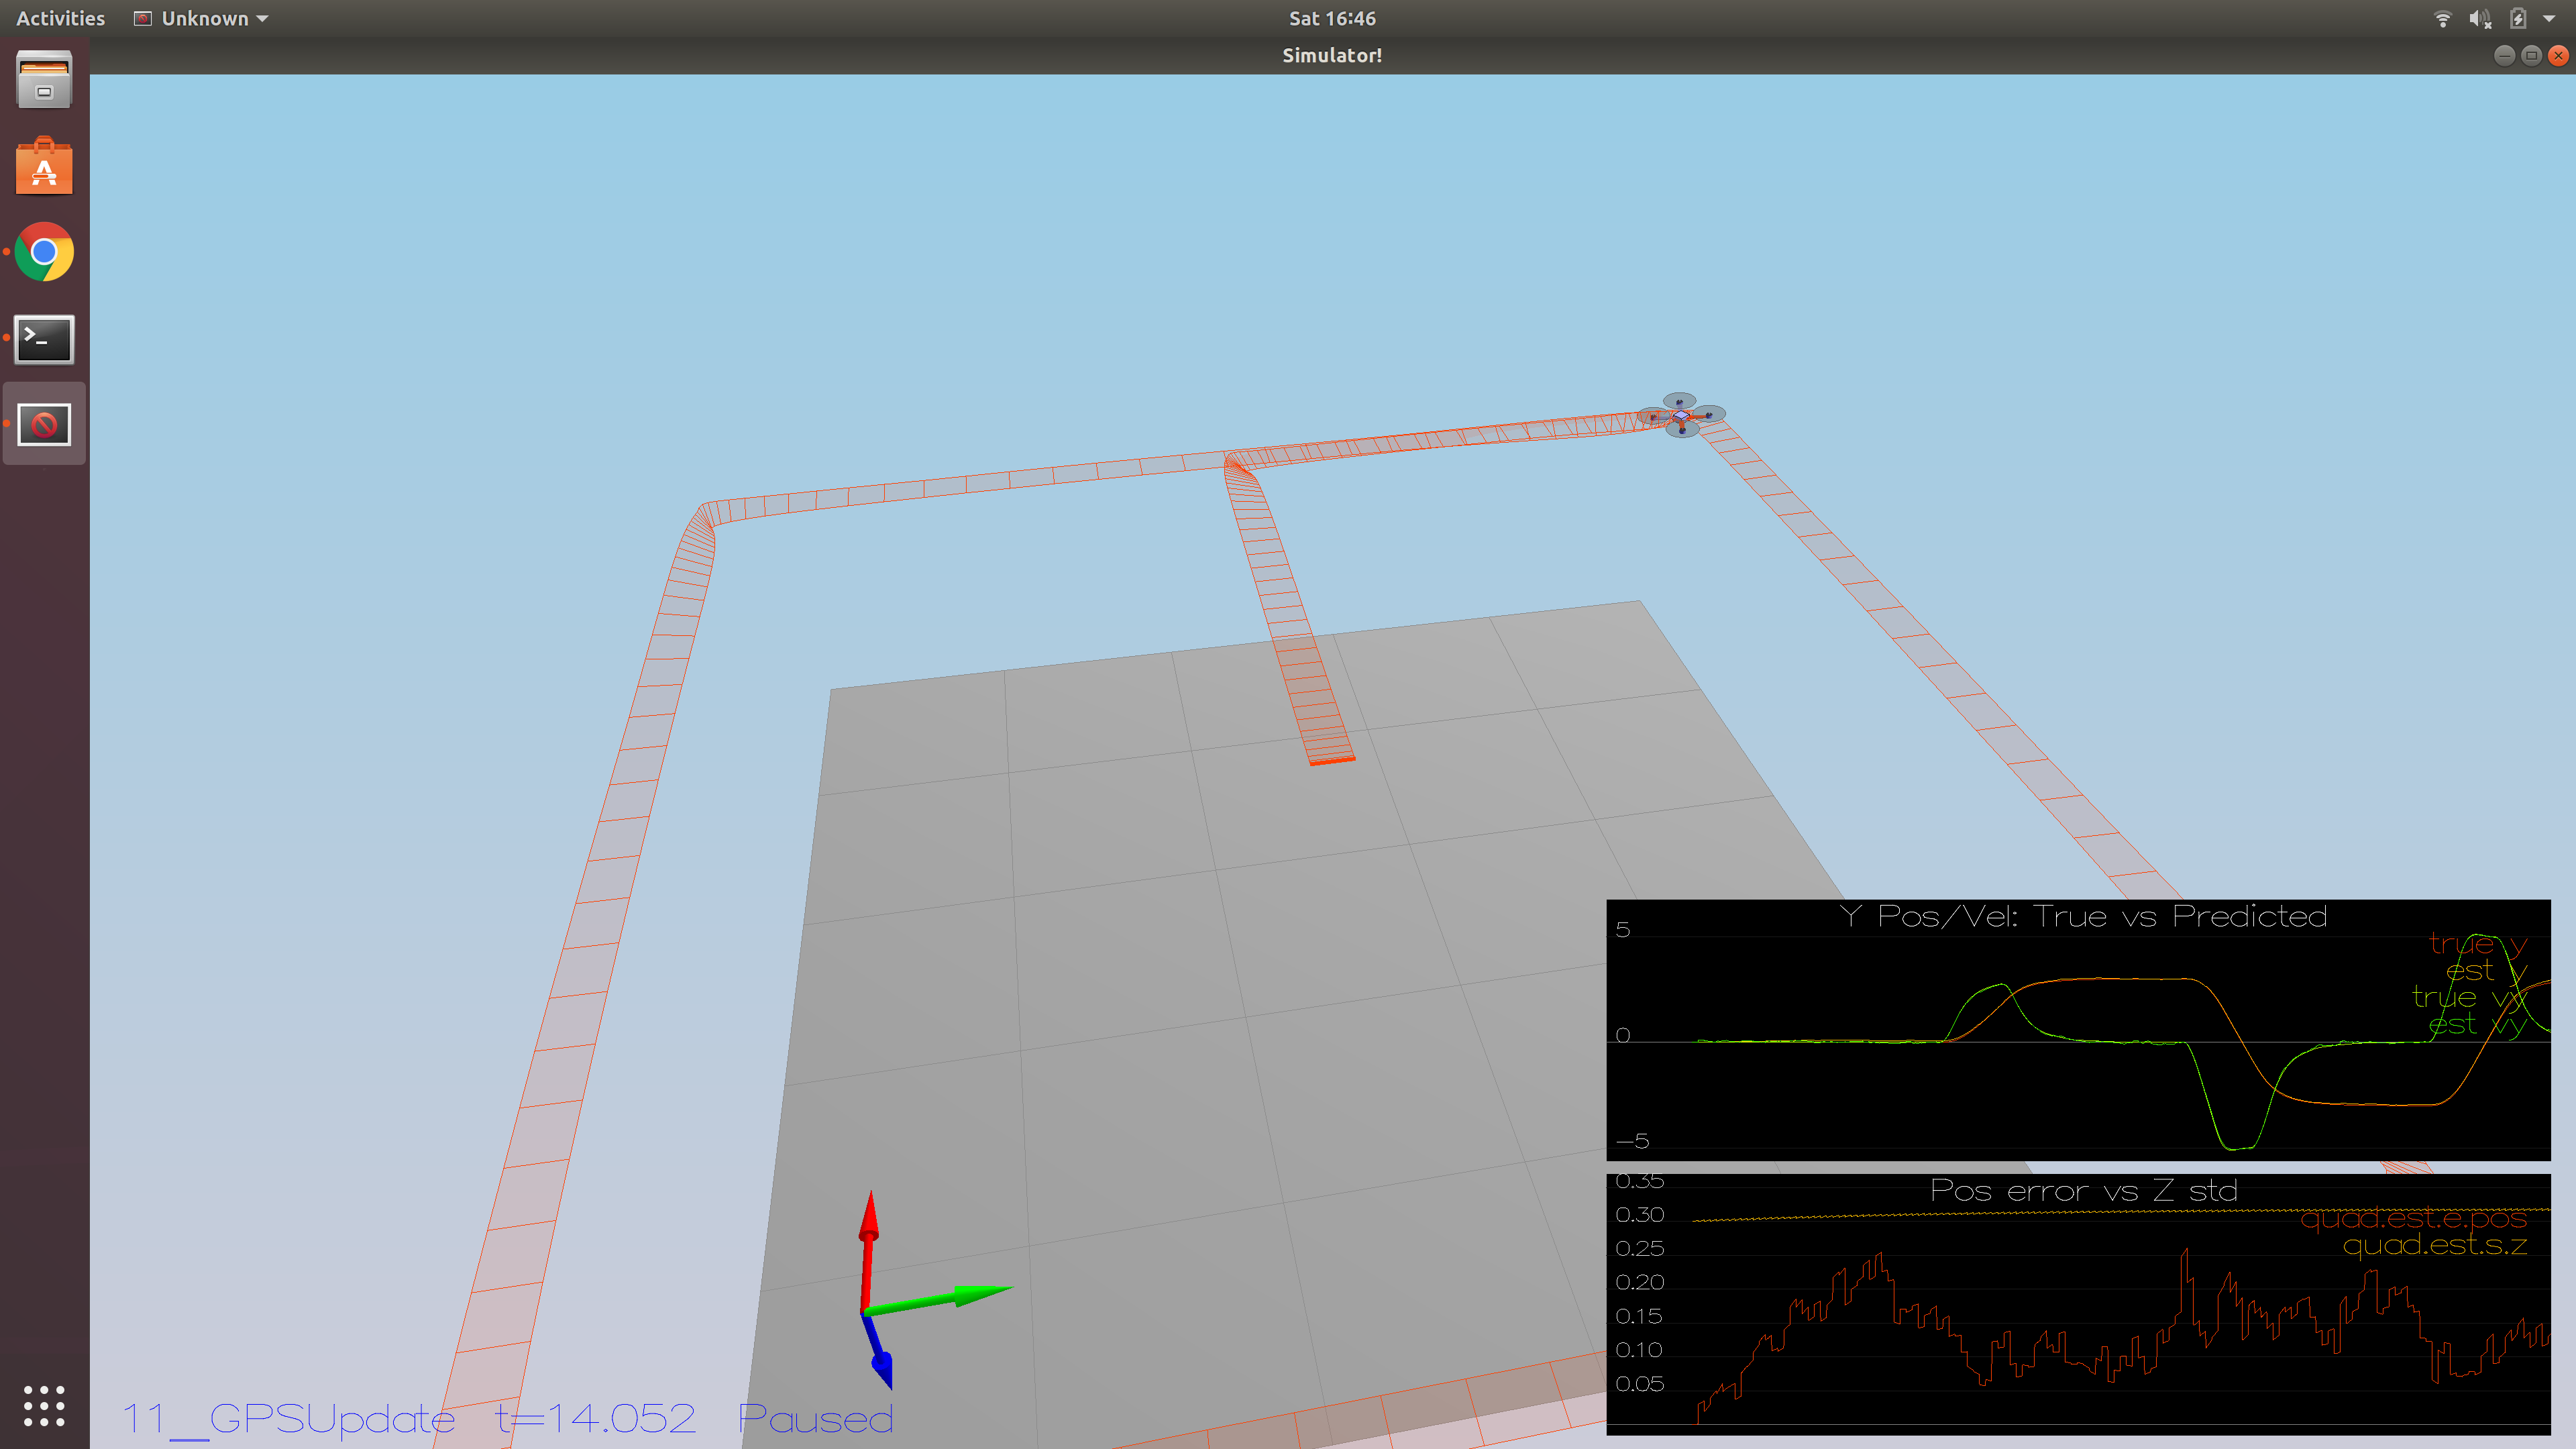 Activities
Unknown
Sat 16:46
Simulator!
Y Pos/Vel: True vs Predicted
5
0
−5
true y
est y
true vy
est vy
Pos error vs Z std
0.35
0.30
0.25
0.20
0.15
0.10
0.05
quad.est.e.pos
quad.est.s.z
11_GPSUpdate t=14.052 Paused